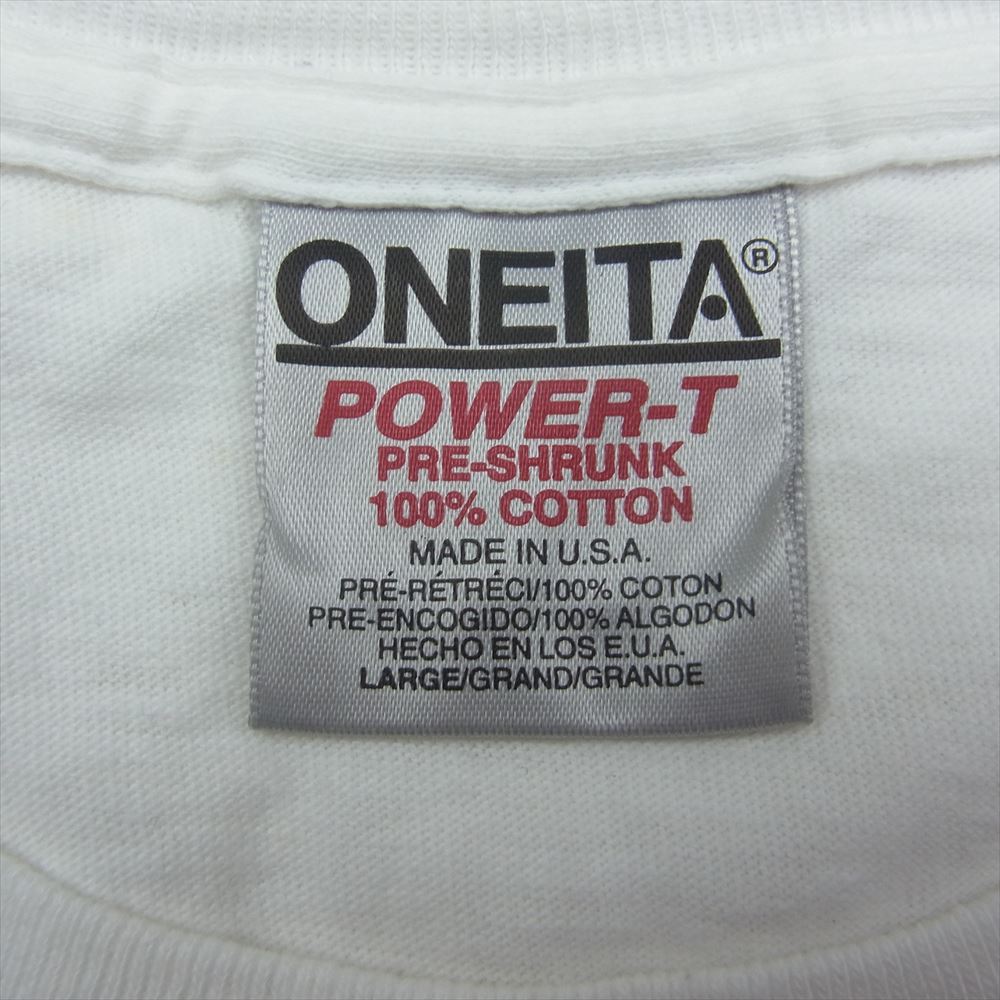 ONEITA®
POWER-T
PRE-SHRUNK
100% COTTON
MADE IN U.S.A.
PRÉ-RÉTRÉCI/100% COTON
PRE-ENCOGIDO/100% ALGODON
HECHO EN LOS E.U.A.
LARGE/GRAND/GRANDE